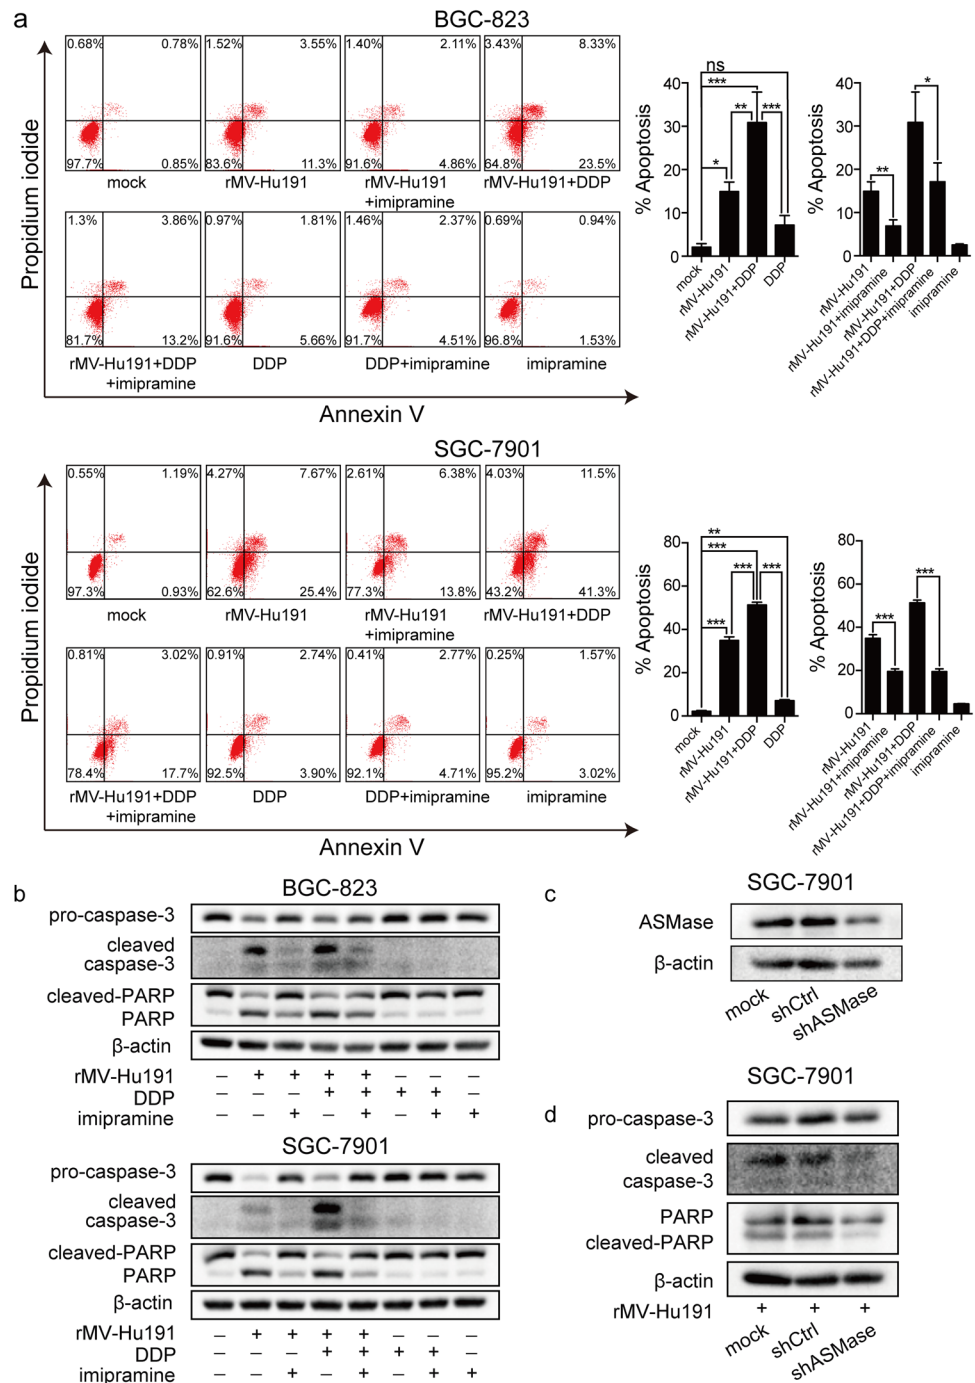 a
BGC-823
Propidium iodide
0.68% 0.78% 1.52% 3.55% 1.40% 2.11% 3.43% 8.33%
97.7% 0.85% 83.6% 11.3% 91.6% 4.86% 64.8% 23.5%
mock rMV-Hu191 rMV-Hu191 rMV-Hu191+DDP
+imipramine
1.3% 3.86% 0.97% 1.81% 1.46% 2.37% 0.69% 0.94%
81.7% 13.2% 91.6% 5.66% 91.7% 4.51% 96.8% 1.53%
rMV-Hu191+DDP DDP DDP+imipramine imipramine
+imipramine
Annexin V
% Apoptosis
40
30
20
10
0
ns
***
** ***
*
mock
rMV-Hu191
rMV-Hu191+DDP
DDP
% Apoptosis
40
30
20
10
0
*
**
rMV-Hu191
rMV-Hu191+imipramine
rMV-Hu191+DDP
rMV-Hu191+DDP+imipramine
imipramine
SGC-7901
Propidium iodide
0.55% 1.19% 4.27% 7.67% 2.61% 6.38% 4.03% 11.5%
97.3% 0.93% 62.6% 25.4% 77.3% 13.8% 43.2% 41.3%
mock rMV-Hu191 rMV-Hu191 rMV-Hu191+DDP
+imipramine
0.81% 3.02% 0.91% 2.74% 0.41% 2.77% 0.25% 1.57%
78.4% 17.7% 92.5% 3.90% 92.1% 4.71% 95.2% 3.02%
rMV-Hu191+DDP DDP DDP+imipramine imipramine
+imipramine
Annexin V
% Apoptosis
80
60
40
20
0
**
***
*** ***
***
mock
rMV-Hu191
rMV-Hu191+DDP
DDP
% Apoptosis
80
60
40
20
0
***
***
rMV-Hu191
rMV-Hu191+imipramine
rMV-Hu191+DDP
rMV-Hu191+DDP+imipramine
imipramine
b
BGC-823
pro-caspase-3
cleaved
caspase-3
cleaved-PARP
PARP
β-actin
rMV-Hu191 − + + + + − − −
DDP − − − + + + + −
imipramine − − + − + − + +
SGC-7901
pro-caspase-3
cleaved
caspase-3
cleaved-PARP
PARP
β-actin
rMV-Hu191 − + + + + − − −
DDP − − − + + + + −
imipramine − − + − + − + +
c
SGC-7901
ASMase
β-actin
mock shCtrl shASMase
d
SGC-7901
pro-caspase-3
cleaved
caspase-3
PARP
cleaved-PARP
β-actin
rMV-Hu191 + + +
mock shCtrl shASMase